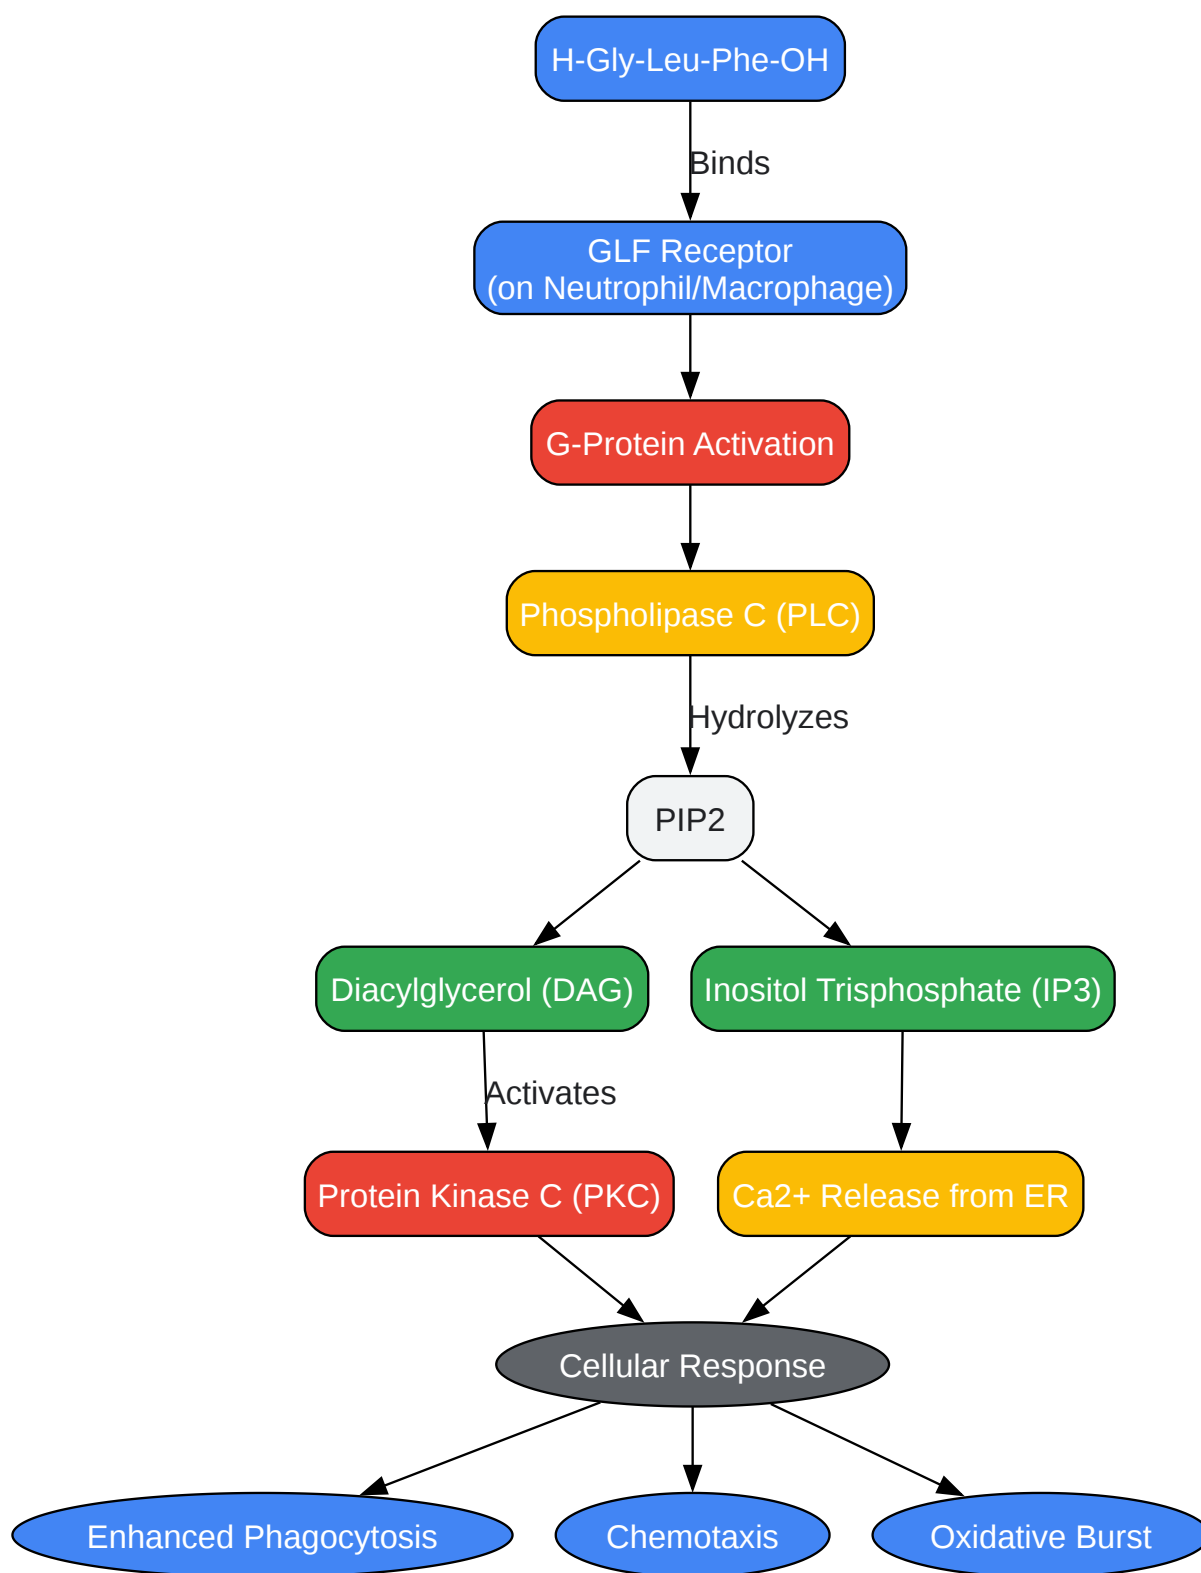 H-Gly-Leu-Phe-OH
Binds
GLF Receptor
(on Neutrophil/Macrophage)
G-Protein Activation
Phospholipase C (PLC)
Hydrolyzes
PIP2
Diacylglycerol (DAG)
Inositol Trisphosphate (IP3)
Activates
Protein Kinase C (PKC)
Ca2+ Release from ER
Cellular Response
Enhanced Phagocytosis
Chemotaxis
Oxidative Burst